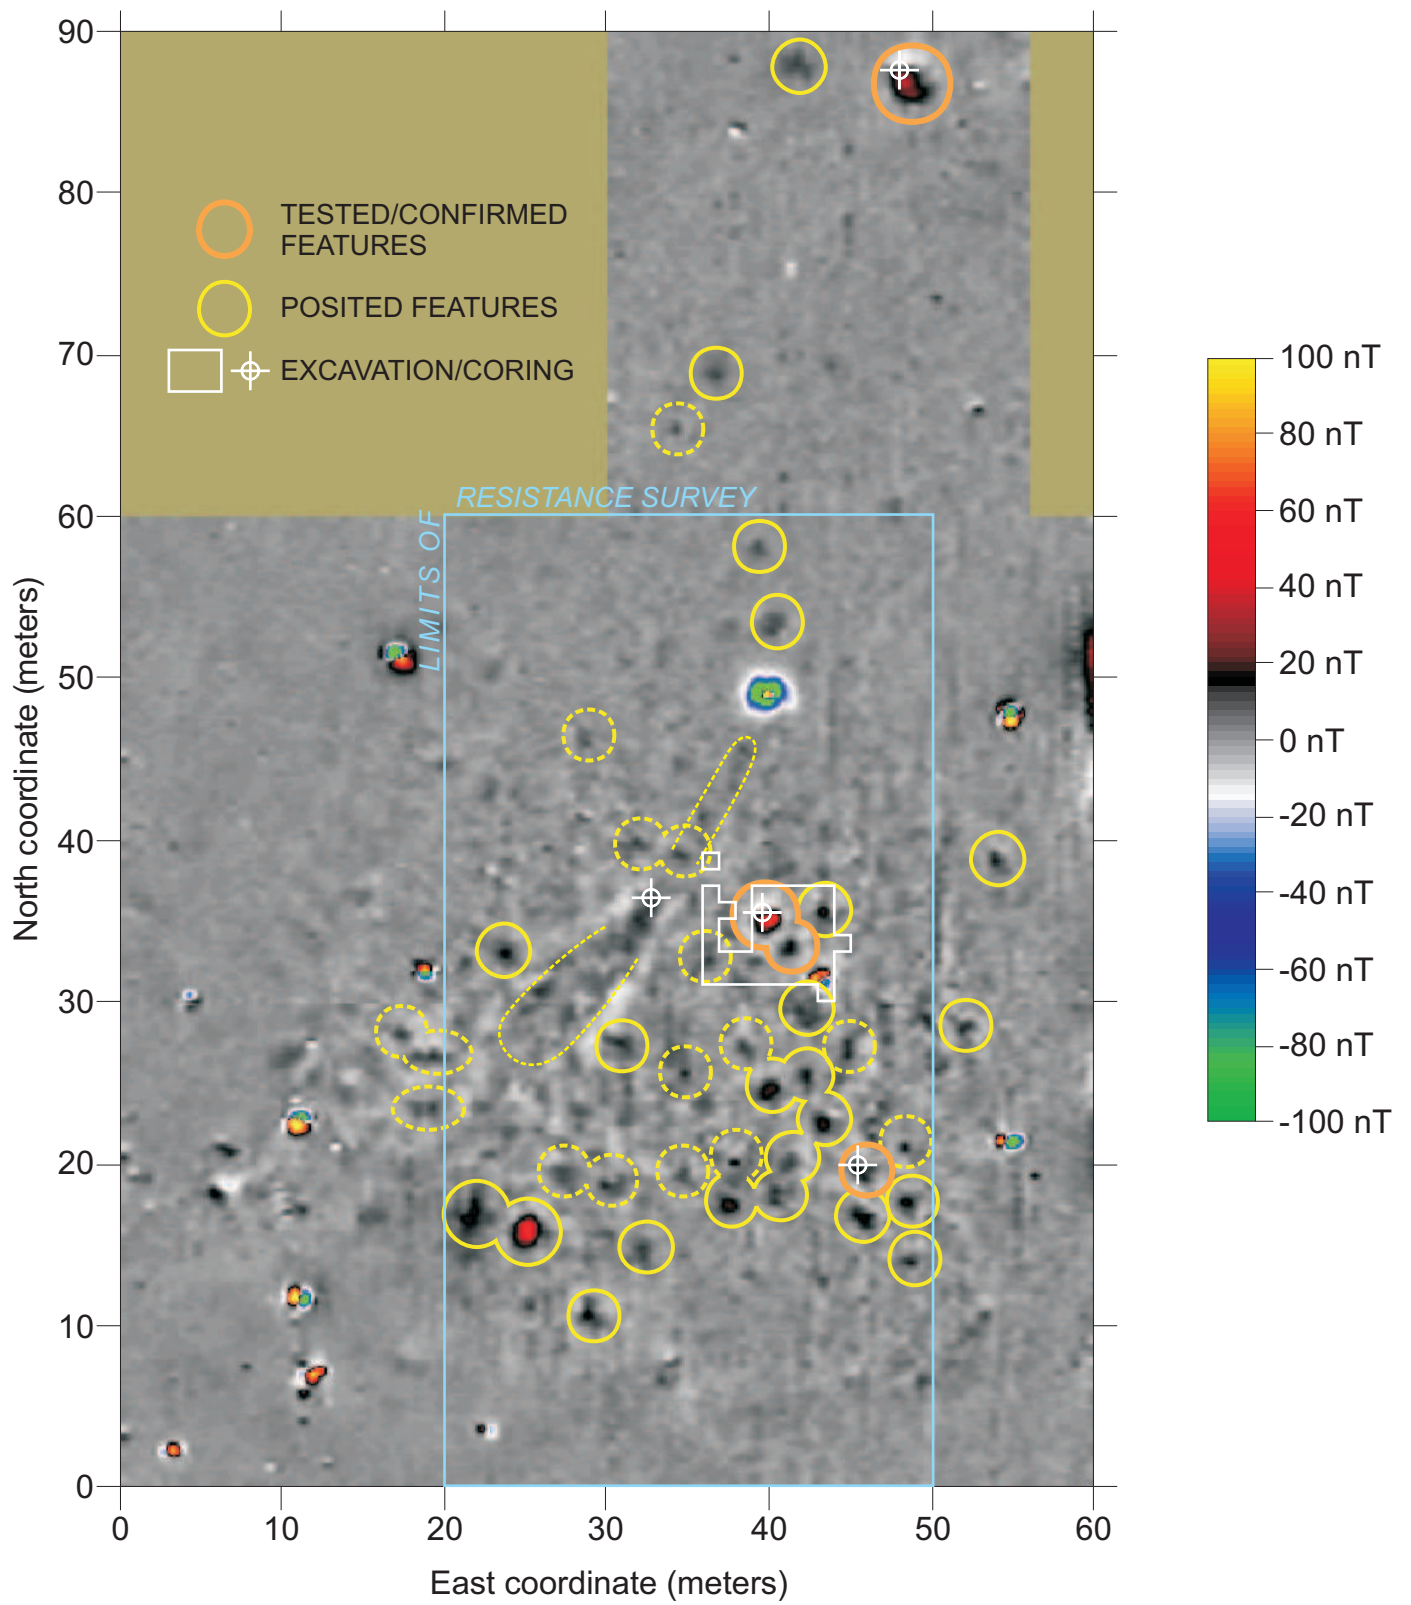 90
80
70
60
50
40
30
20
10
0
North coordinate (meters)
TESTED/CONFIRMED
FEATURES
POSITED FEATURES
EXCAVATION/CORING
RESISTANCE SURVEY
LIMITS OF
0
10
20
30
40
50
60
East coordinate (meters)
100 nT
80 nT
60 nT
40 nT
20 nT
0 nT
-20 nT
-40 nT
-60 nT
-80 nT
-100 nT